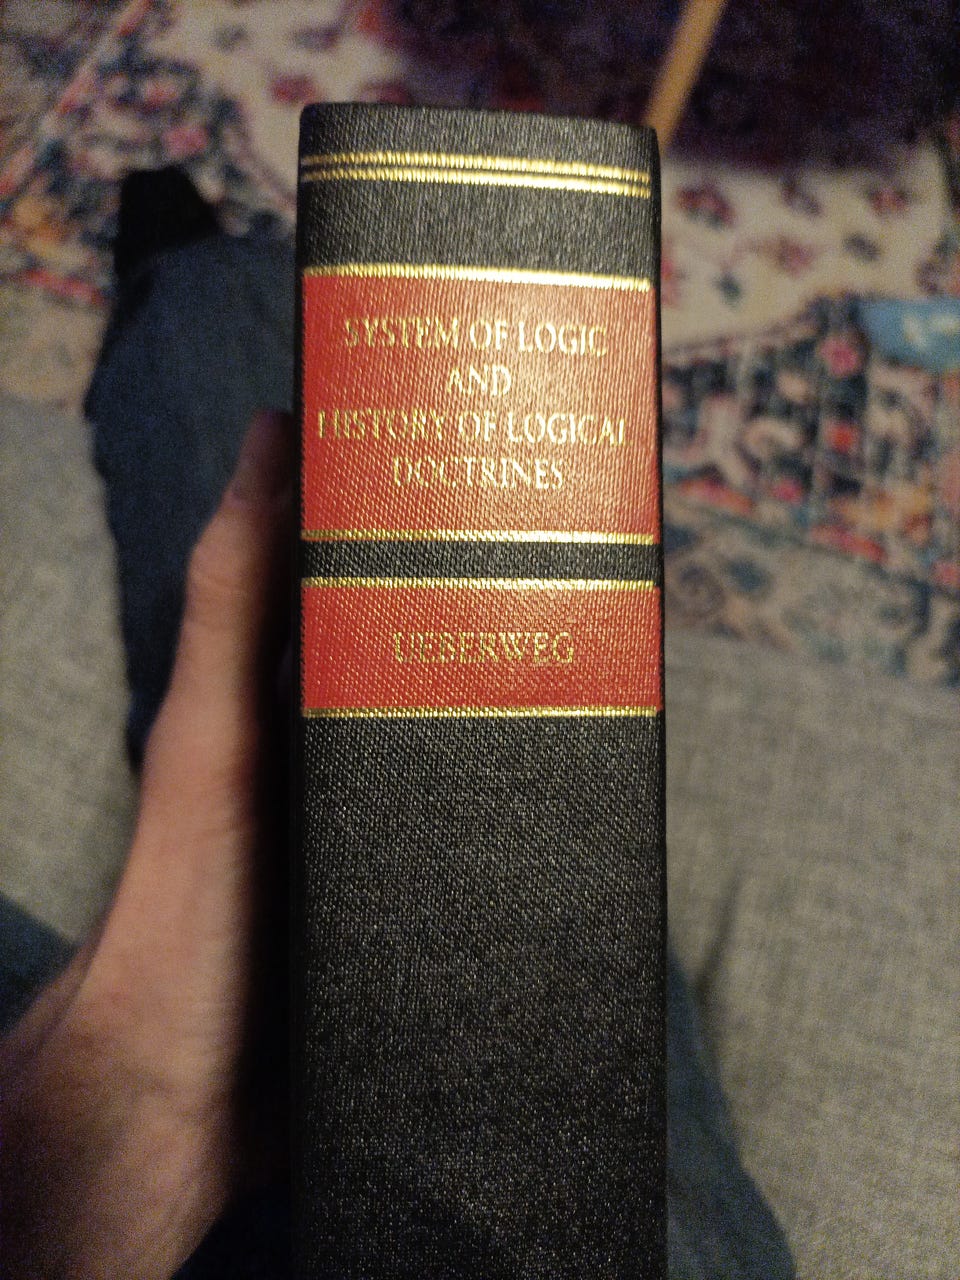 SYSTEM OF LOGIC
AND
HISTORY OF LOGICAL
DOCTRINES
UEBERWEG